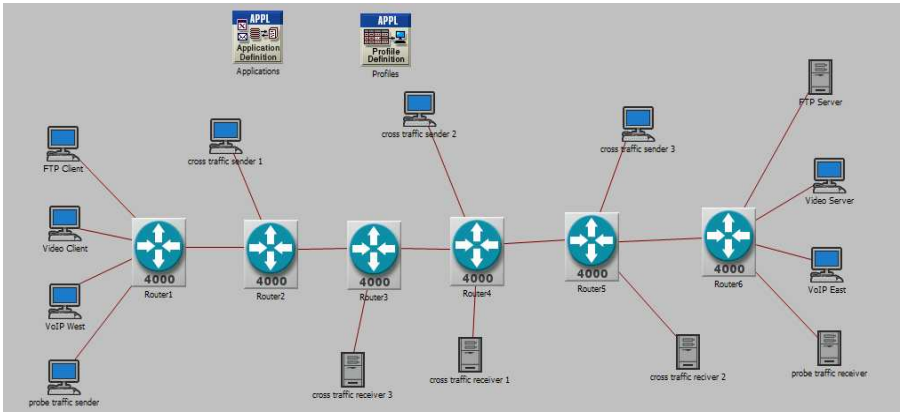 APPL
Application
Definition
Applications
APPL
Profile
Definition
Profiles
FTP Server
cross traffic sender 2
cross traffic sender 1
cross traffic sender 3
FTP Client
Video Server
Video Client
4000
Router1
4000
Router2
4000
Router3
4000
Router4
4000
Router5
4000
Router6
VoIP East
VoIP West
cross traffic receiver 3
cross traffic receiver 1
cross traffic reciver 2
probe traffic receiver
probe traffic sender